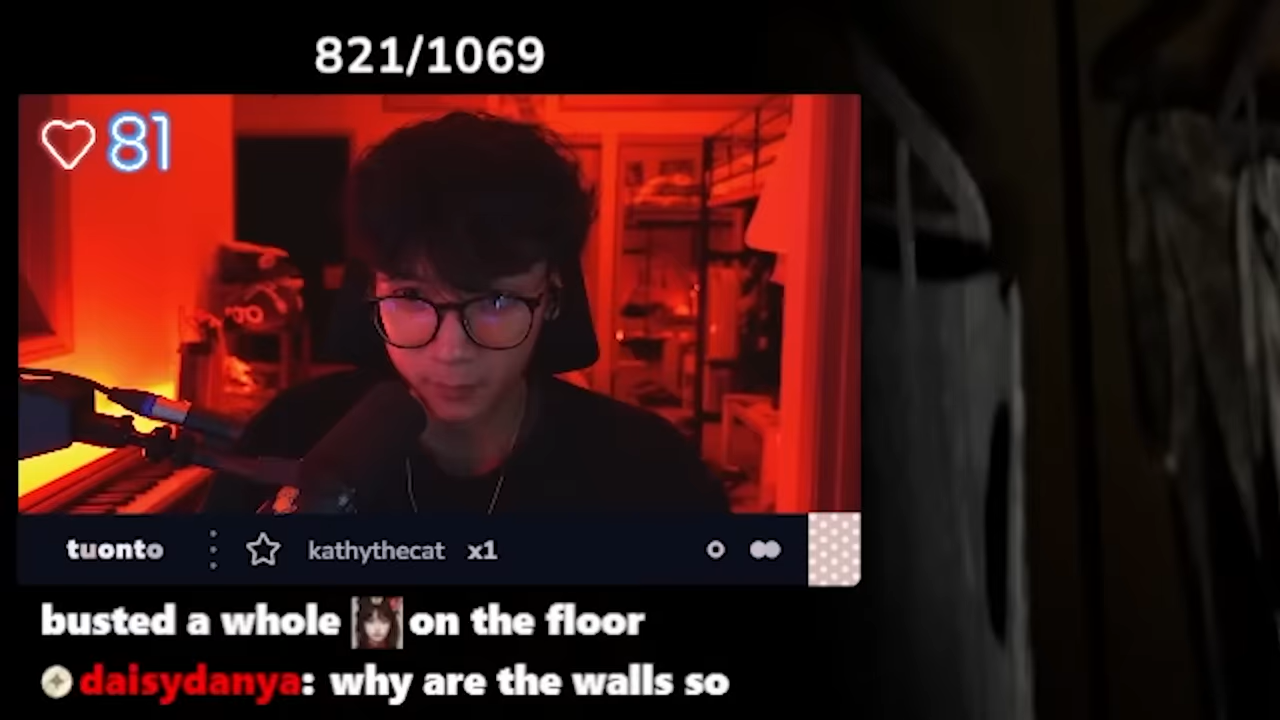 821/1069
81
tuonto kathythecat x1
busted a whole on the floor
daisydanya: why are the walls so